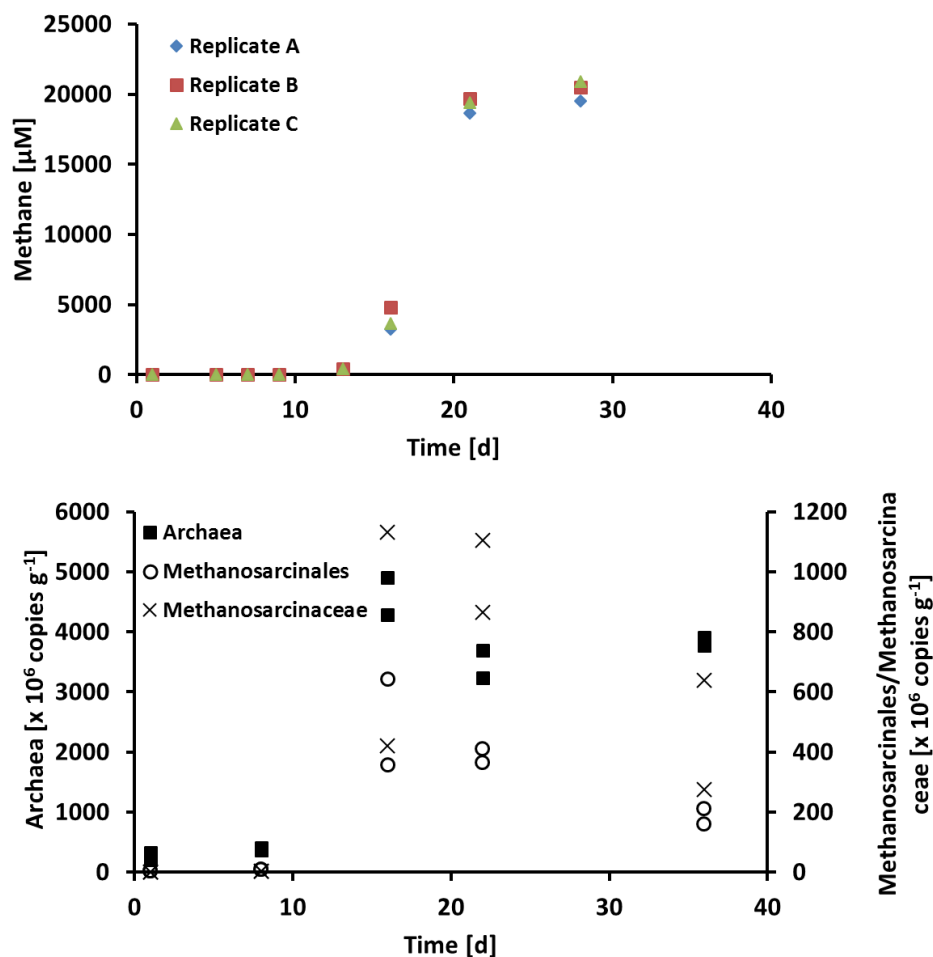 25000
20000
15000
10000
5000
0
Methane [µM]
Replicate A
Replicate B
Replicate C
0 10 20 30 40
Time [d]
6000
5000
4000
3000
2000
1000
0
Archaea [x 10⁶ copies g⁻¹]
Archaea
Methanosarcinales
Methanosarcinaceae
1200
1000
800
600
400
200
0
Methanosarcinales/Methanosarcina
ceae [x 10⁶ copies g⁻¹]
0 10 20 30 40
Time [d]